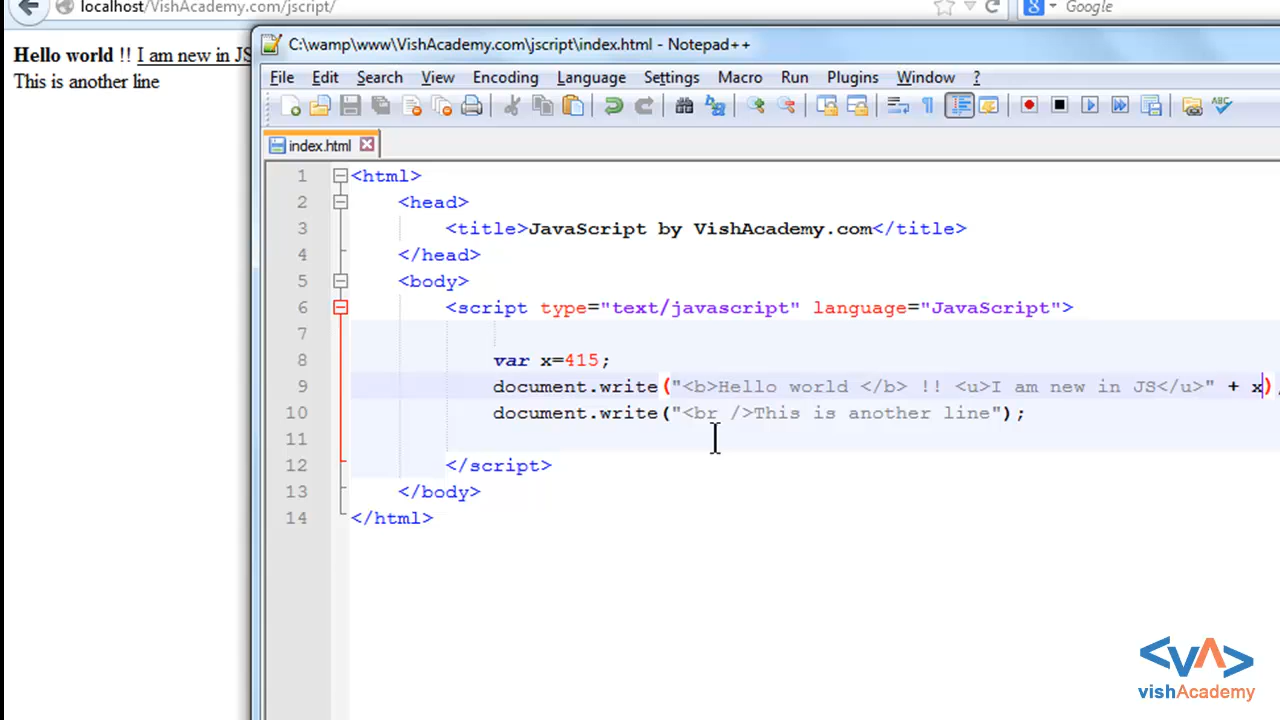 localhost/VishAcademy.com/jscript/
Google
Hello world !! I am new in JS
This is another line
C:\wamp\www\VishAcademy.com\jscript\index.html - Notepad++
File Edit Search View Encoding Language Settings Macro Run Plugins Window ?
index.html
1 <html>
2 <head>
3 <title>JavaScript by VishAcademy.com</title>
4 </head>
5 <body>
6 <script type="text/javascript" language="JavaScript">
7
8 var x=415;
9 document.write("<b>Hello world </b> !! <u>I am new in JS</u>" + x);
10 document.write("<br />This is another line");
11
12 </script>
13 </body>
14 </html>
<VA>
vishAcademy